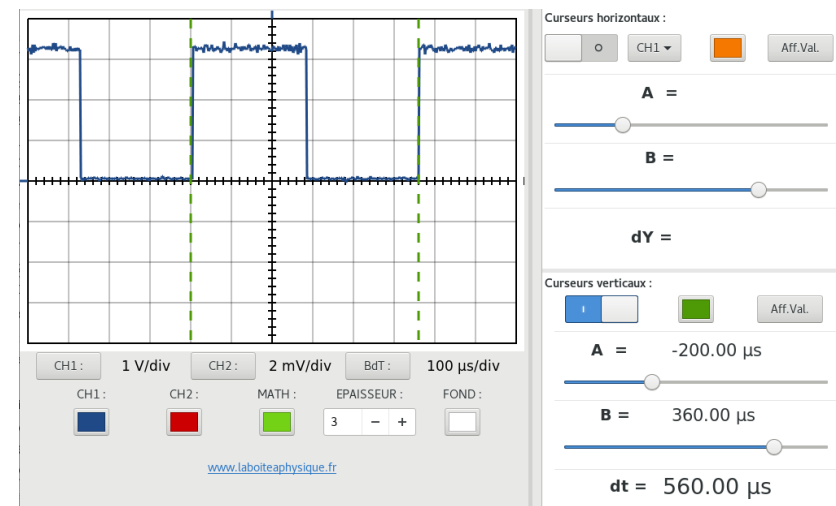 Curseurs horizontaux :
O CH1 Aff.Val.
A =
B =
dY =
Curseurs verticaux :
I Aff.Val.
A = -200.00 µs
B = 360.00 µs
dt = 560.00 µs
CH1 : 1 V/div CH2 : 2 mV/div BdT : 100 µs/div
CH1 : CH2 : MATH : EPAISSEUR : FOND :
3 − +
www.laboiteaphysique.fr